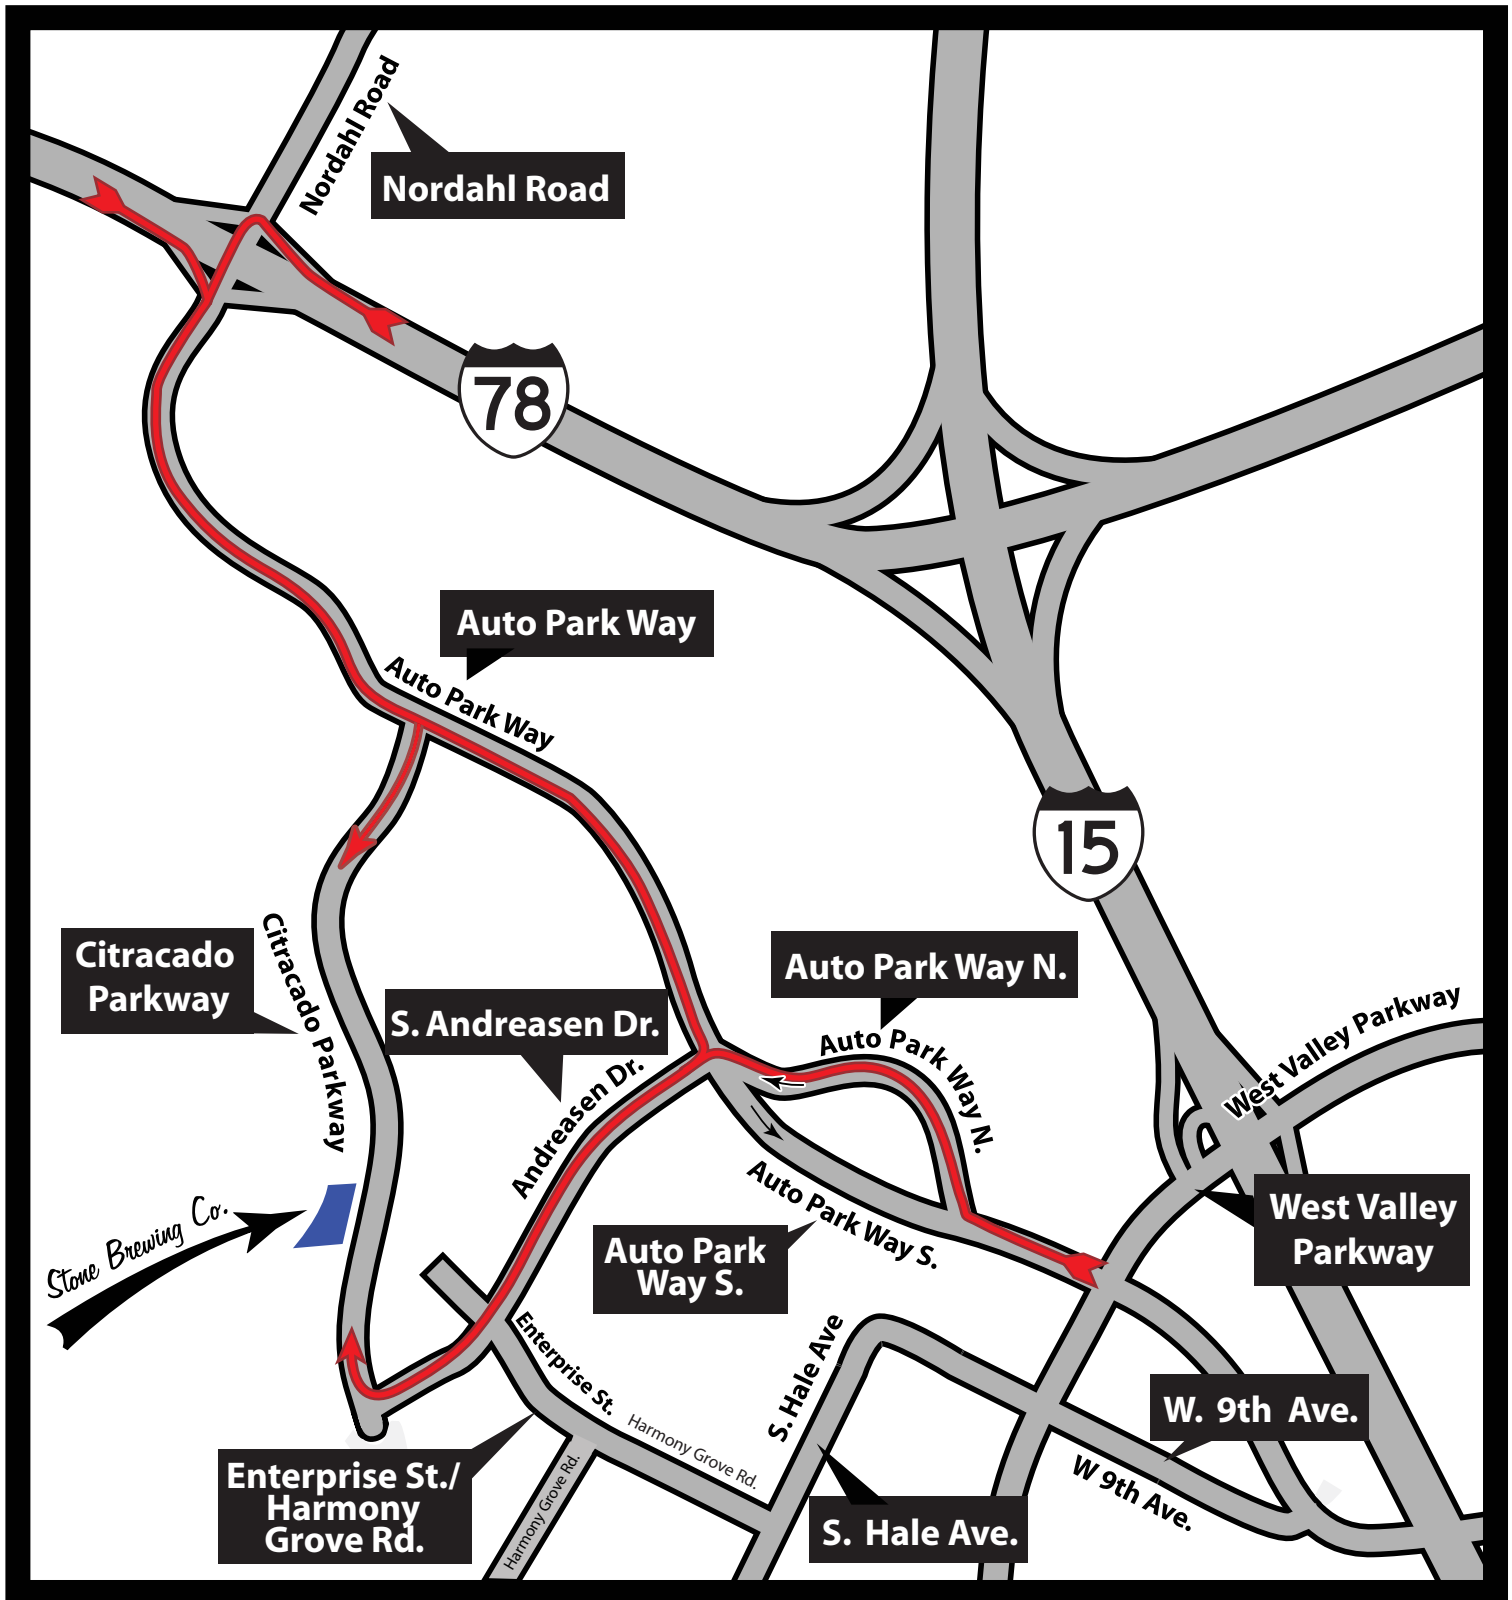 Nordahl Road
Nordahl Road
78
Auto Park Way
Auto Park Way
15
Citracado
Parkway
Citracado Parkway
S. Andreasen Dr.
Andreasen Dr.
Auto Park Way N.
Auto Park Way N.
West Valley Parkway
West Valley
Parkway
Stone Brewing Co.
Auto Park Way S.
Auto Park
Way S.
Enterprise St.
Harmony Grove Rd.
Harmony Grove Rd.
Enterprise St./
Harmony
Grove Rd.
S. Hale Ave
S. Hale Ave.
W. 9th Ave.
W 9th Ave.